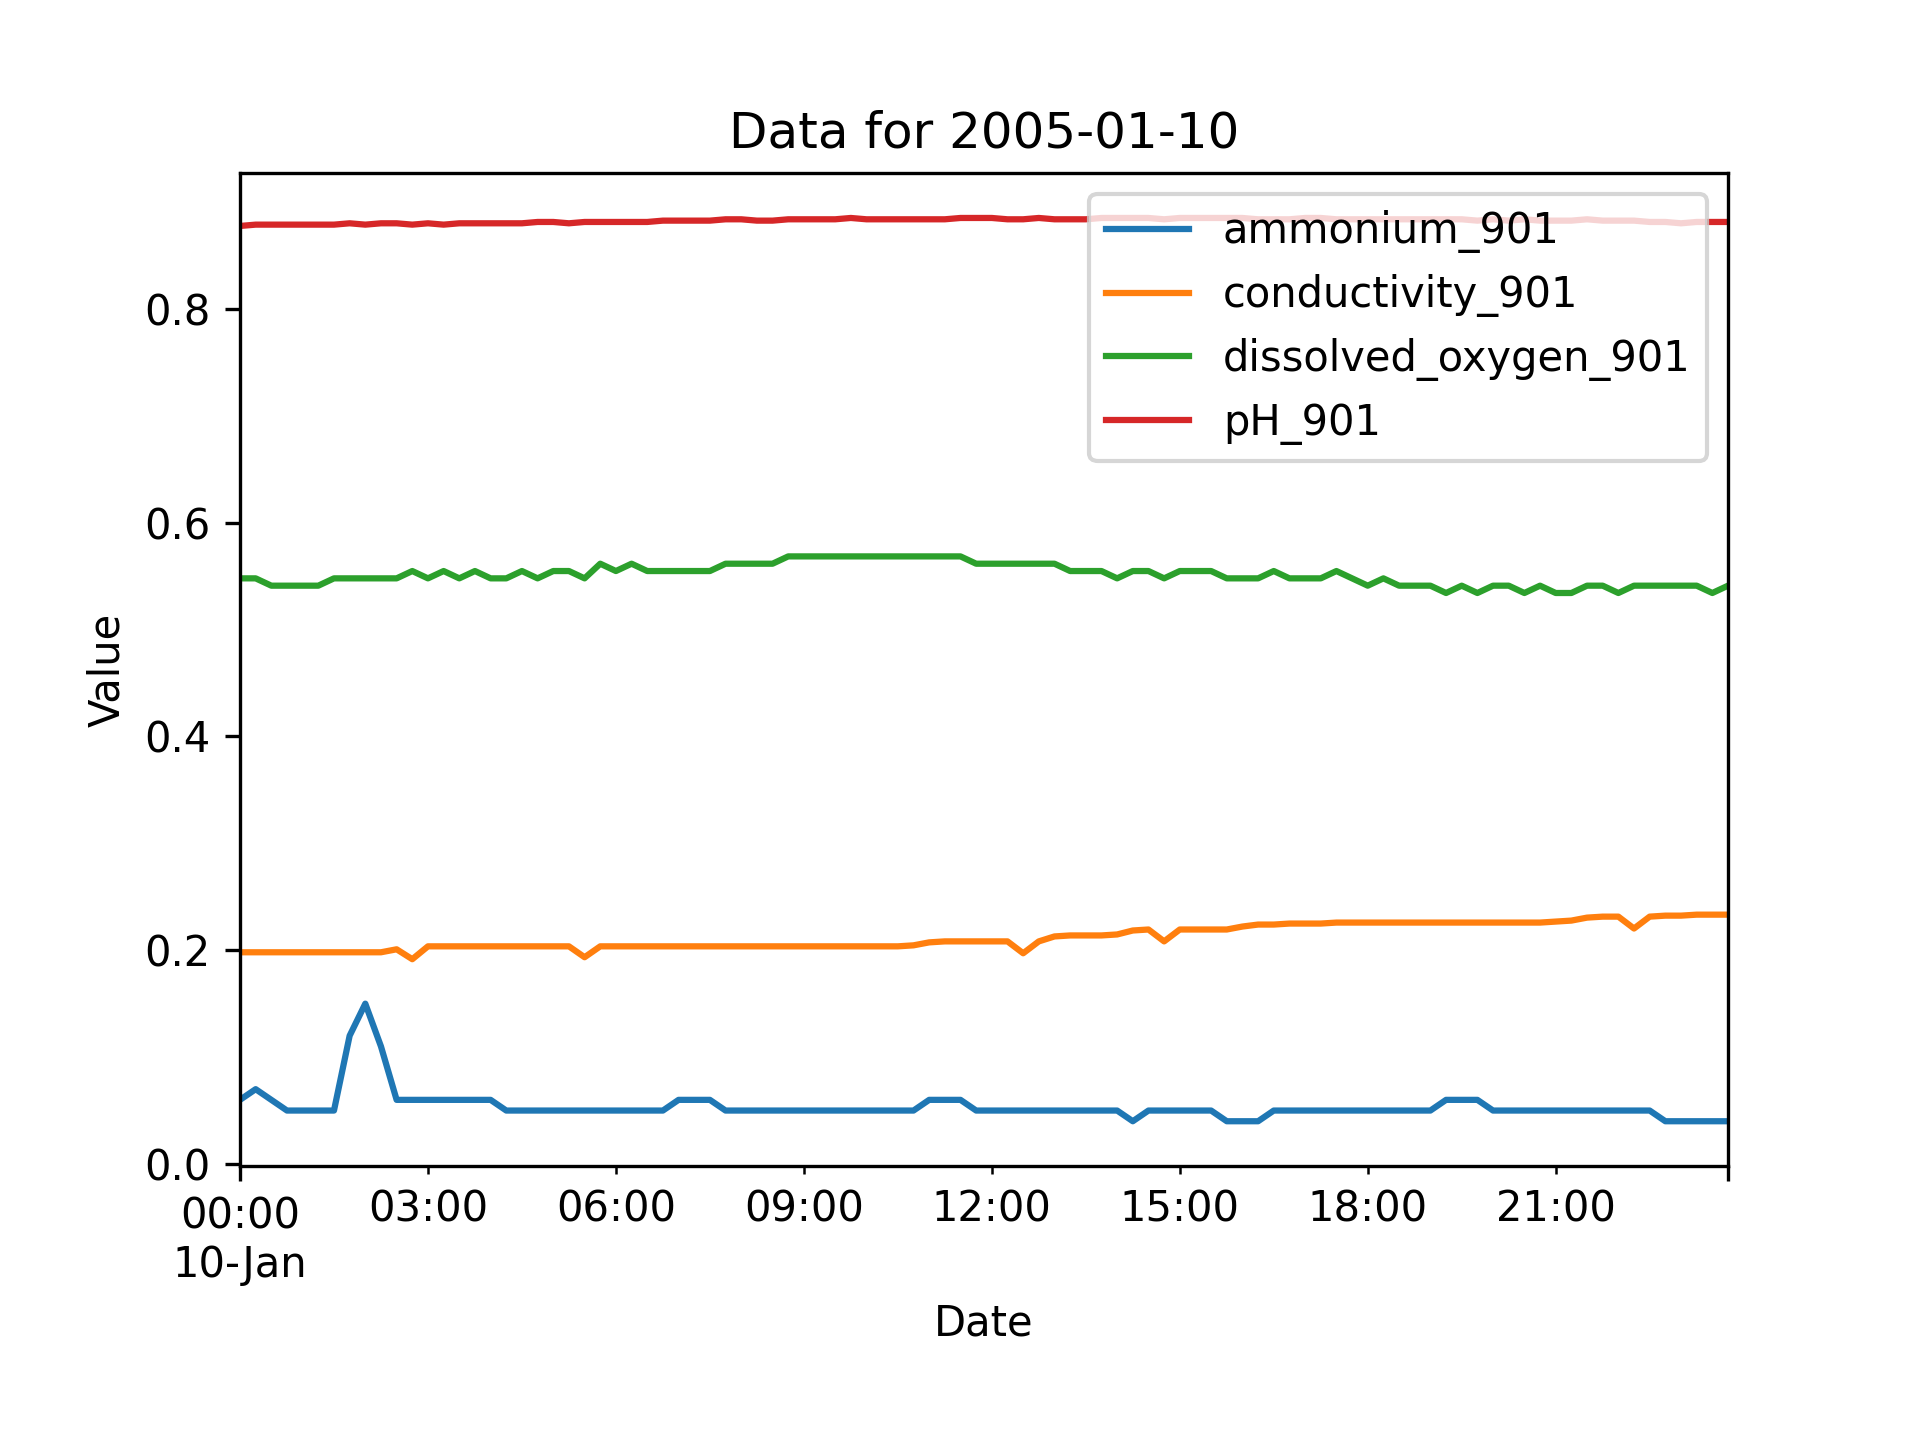 Data for 2005-01-10
ammonium_901
conductivity_901
dissolved_oxygen_901
pH_901
0.8
0.6
0.4
0.2
0.0
Value
00:00 03:00 06:00 09:00 12:00 15:00 18:00 21:00
10-Jan
Date